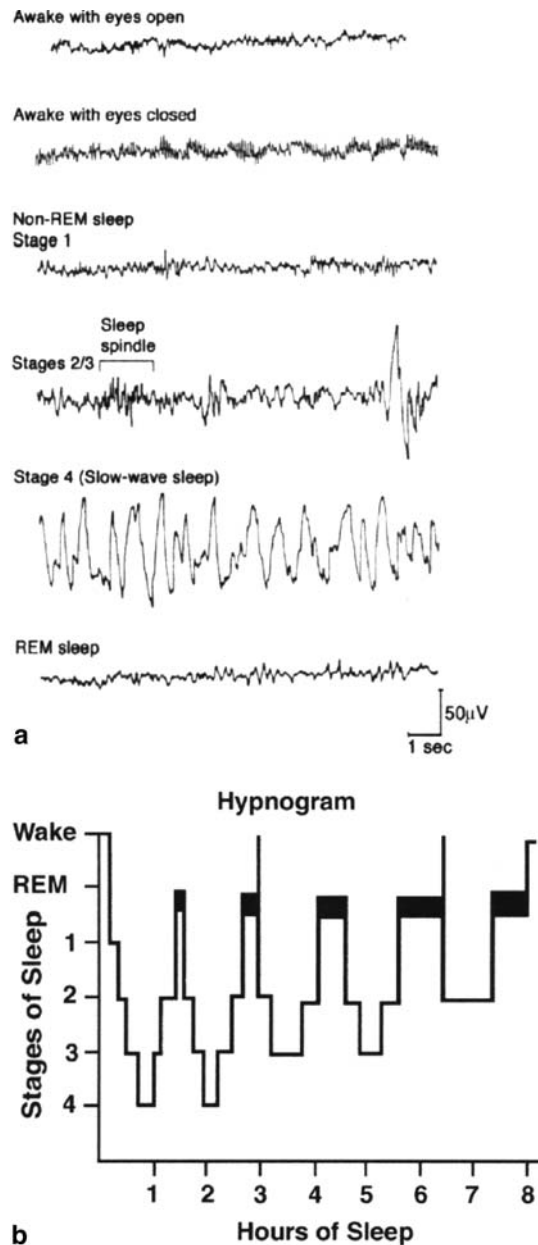 Awake with eyes open
Awake with eyes closed
Non-REM sleep
Stage 1
Sleep
spindle
Stages 2/3
Stage 4 (Slow-wave sleep)
REM sleep
50μV
1 sec
a
Hypnogram
Wake
REM
1
2
3
4
Stages of Sleep
1 2 3 4 5 6 7 8
Hours of Sleep
b